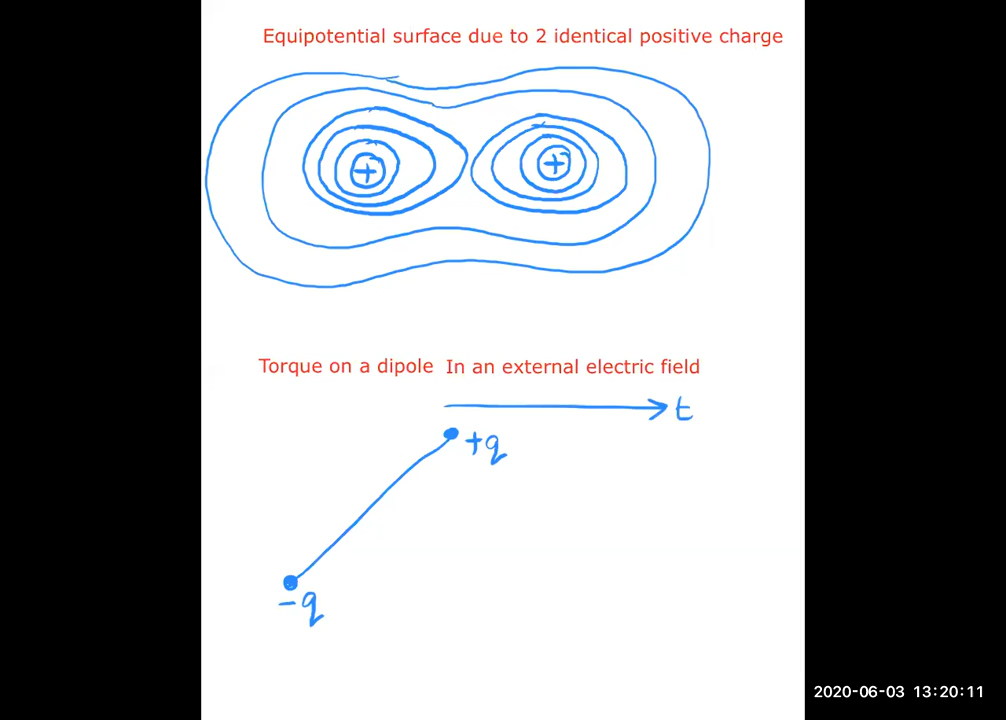 Equipotential surface due to 2 identical positive charge
+ +
Torque on a dipole In an external electric field
t
+q
-q
2020-06-03 13:20:11